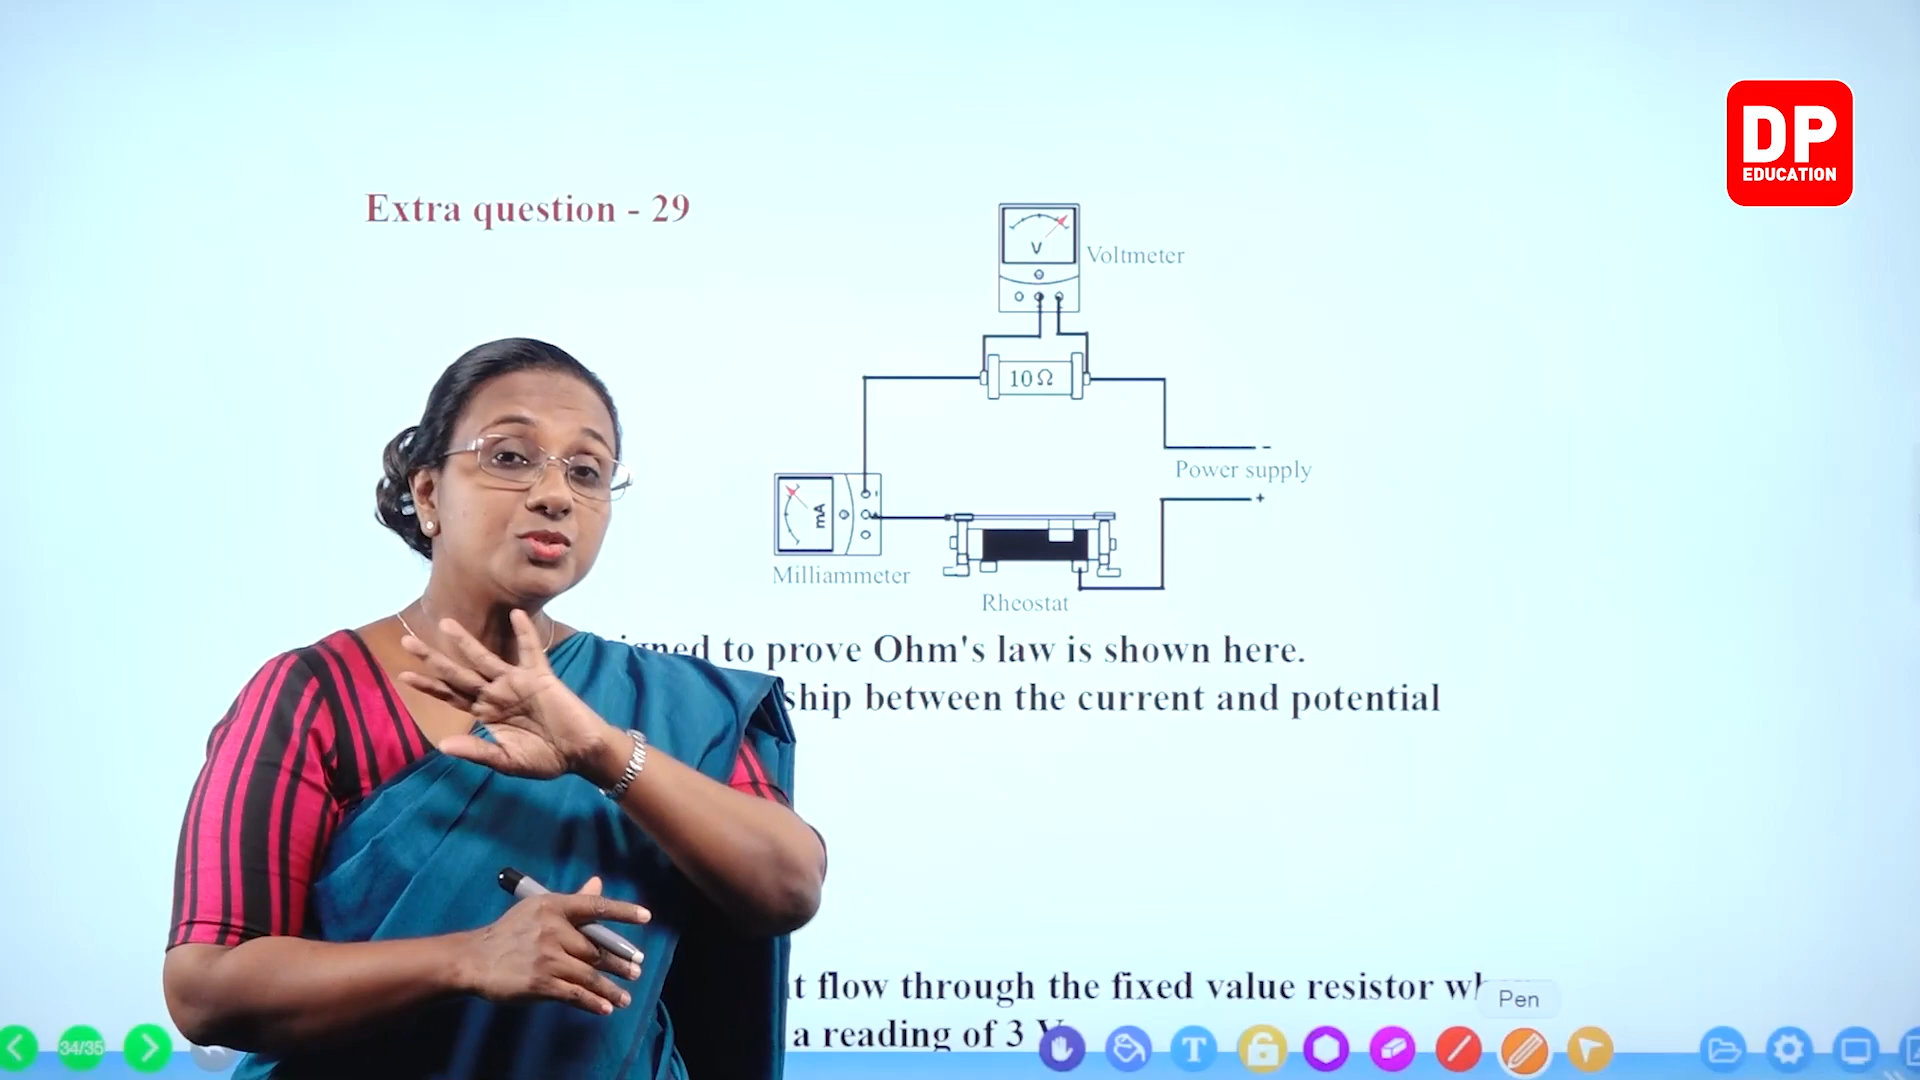 DP
EDUCATION
Extra question - 29
V
Voltmeter
10 Ω
-
Power supply
+
mA
Milliammeter
Rheostat
to prove Ohm's law is shown here.
between the current and potential
flow through the fixed value resistor
a reading of 3 V
Pen
34/35
T